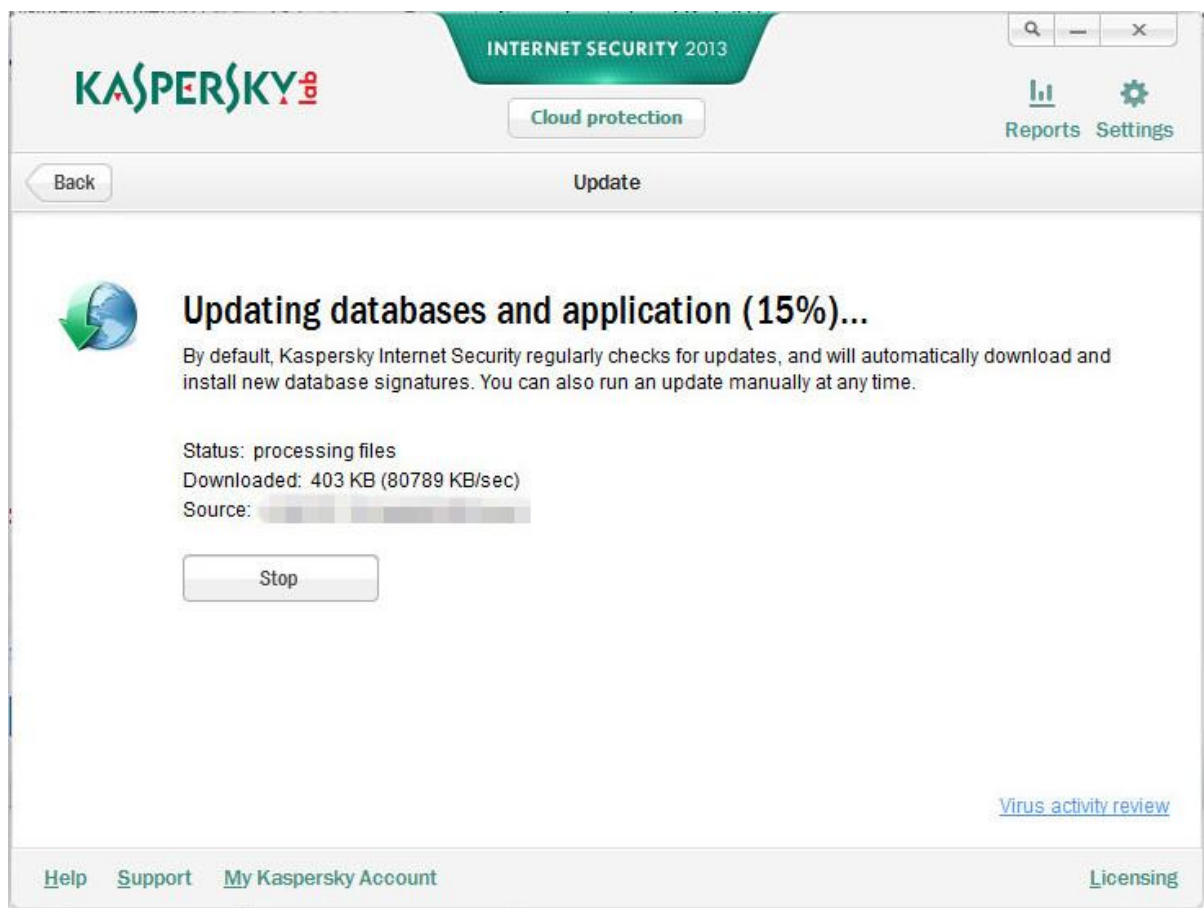 INTERNET SECURITY 2013
KASPERSKY lab
Cloud protection
Reports Settings
Back
Update
Updating databases and application (15%)...
By default, Kaspersky Internet Security regularly checks for updates, and will automatically download and
install new database signatures. You can also run an update manually at any time.
Status: processing files
Downloaded: 403 KB (80789 KB/sec)
Source:
Stop
Virus activity review
Help Support My Kaspersky Account Licensing